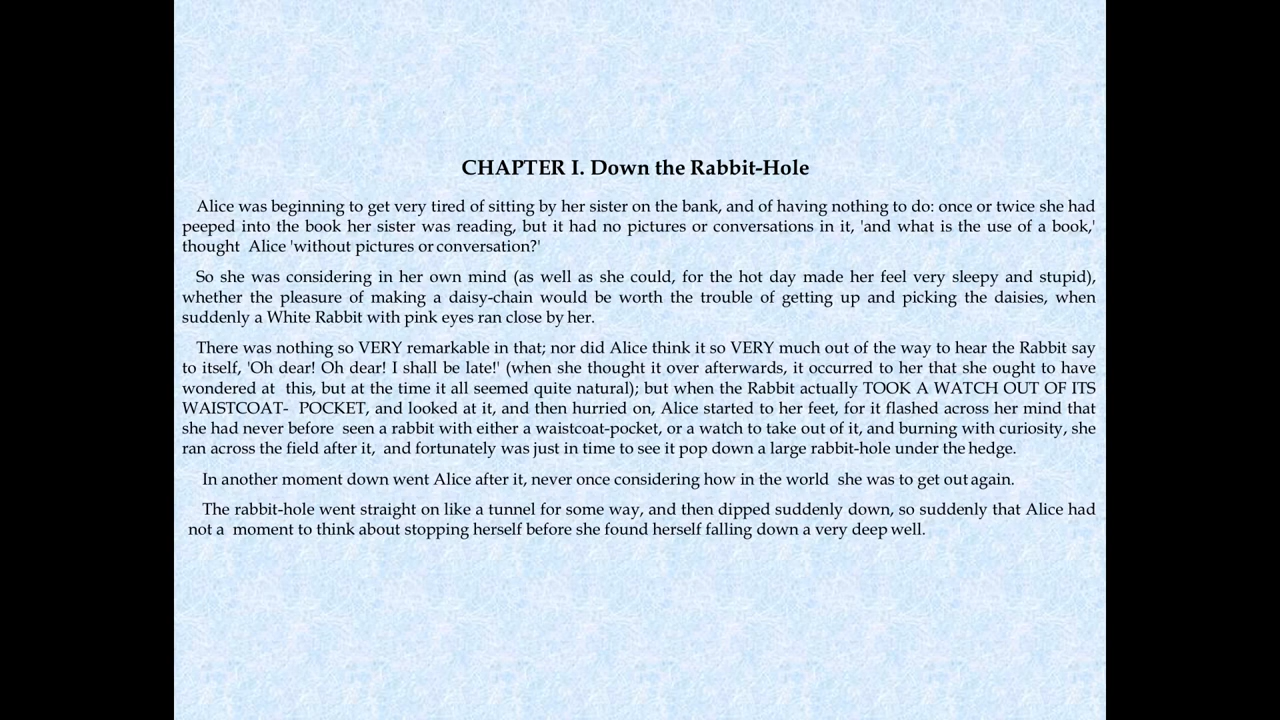 CHAPTER I. Down the Rabbit-Hole
Alice was beginning to get very tired of sitting by her sister on the bank, and of having nothing to do: once or twice she had
peeped into the book her sister was reading, but it had no pictures or conversations in it, 'and what is the use of a book,'
thought Alice 'without pictures or conversation?'
So she was considering in her own mind (as well as she could, for the hot day made her feel very sleepy and stupid),
whether the pleasure of making a daisy-chain would be worth the trouble of getting up and picking the daisies, when
suddenly a White Rabbit with pink eyes ran close by her.
There was nothing so VERY remarkable in that; nor did Alice think it so VERY much out of the way to hear the Rabbit say
to itself, 'Oh dear! Oh dear! I shall be late!' (when she thought it over afterwards, it occurred to her that she ought to have
wondered at this, but at the time it all seemed quite natural); but when the Rabbit actually TOOK A WATCH OUT OF ITS
WAISTCOAT- POCKET, and looked at it, and then hurried on, Alice started to her feet, for it flashed across her mind that
she had never before seen a rabbit with either a waistcoat-pocket, or a watch to take out of it, and burning with curiosity, she
ran across the field after it, and fortunately was just in time to see it pop down a large rabbit-hole under the hedge.
In another moment down went Alice after it, never once considering how in the world she was to get out again.
The rabbit-hole went straight on like a tunnel for some way, and then dipped suddenly down, so suddenly that Alice had
not a moment to think about stopping herself before she found herself falling down a very deep well.